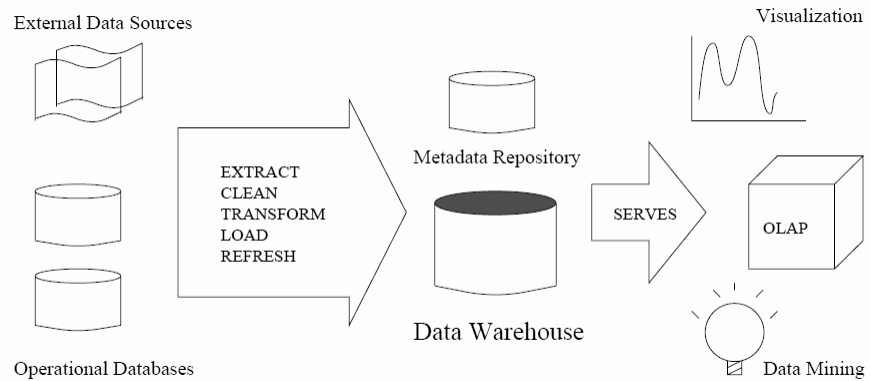 External Data Sources
Visualization
Metadata Repository
EXTRACT
CLEAN
TRANSFORM
LOAD
REFRESH
SERVES
OLAP
Data Warehouse
Operational Databases
Data Mining